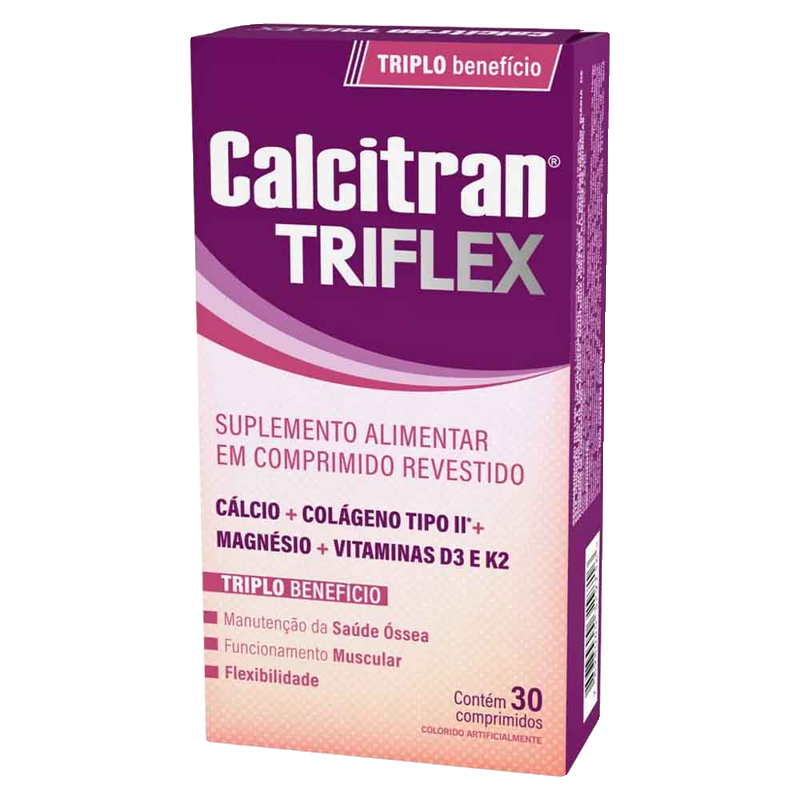 TRIPLO benefício
Calcitran®
TRIFLEX
SUPLEMENTO ALIMENTAR
EM COMPRIMIDO REVESTIDO
CÁLCIO + COLÁGENO TIPO II* +
MAGNÉSIO + VITAMINAS D3 E K2
TRIPLO BENEFICIO
Manutenção da Saúde Óssea
Funcionamento Muscular
Flexibilidade
Contém 30
comprimidos
COLORIDO ARTIFICIALMENTE